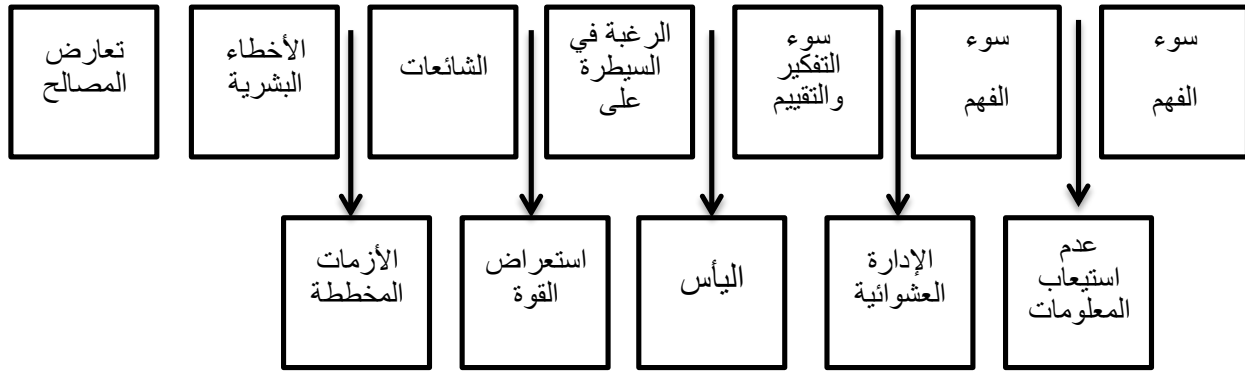 سوء
الفهم
سوء
الفهم
سوء
التفكير
والتقييم
الرغبة في
السيطرة
على
الشائعات
الأخطاء
البشرية
تعارض
المصالح
عدم
استيعاب
المعلومات
الإدارة
العشوائية
اليأس
استعراض
القوة
الأزمات
المخططة